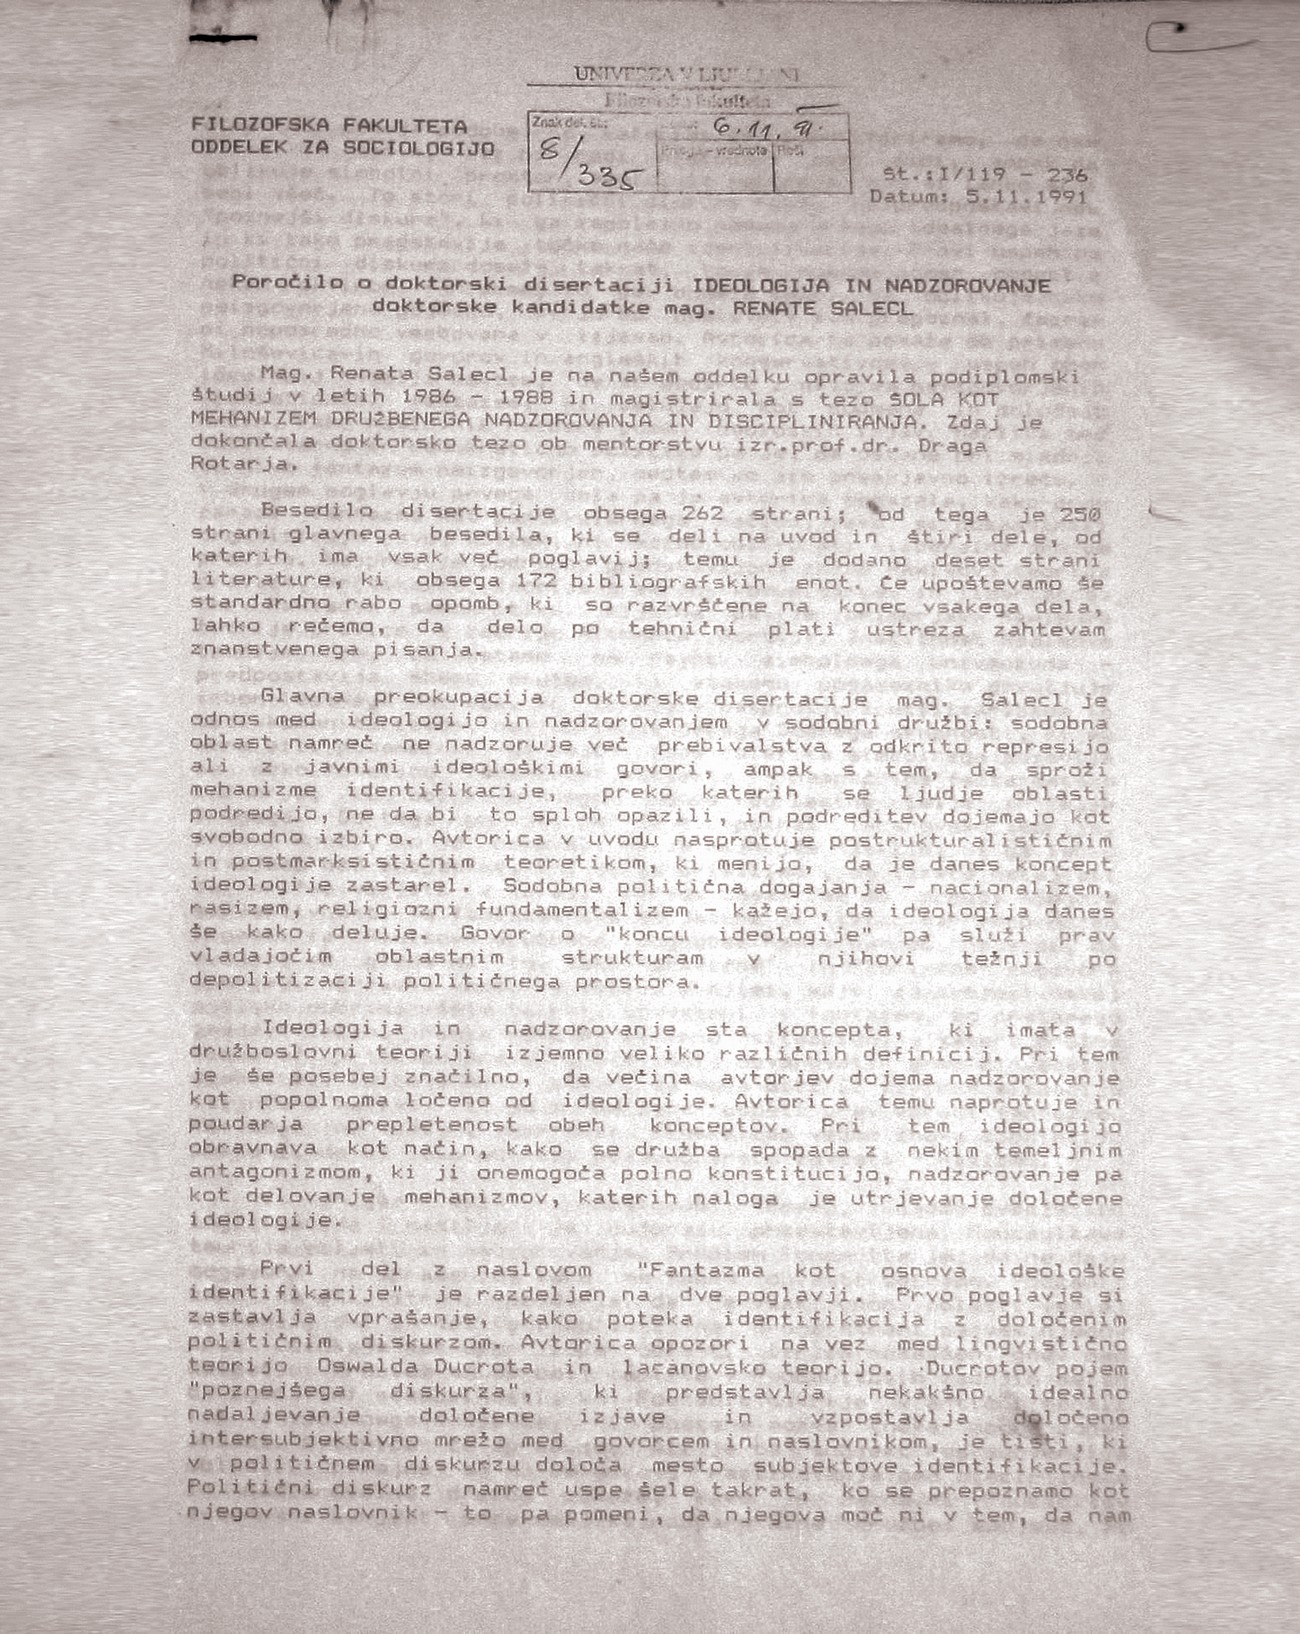 UNIVERZA V LJUBLJANI
Filozofska fakulteta
FILOZOFSKA FAKULTETA
ODDELEK ZA SOCIOLOGIJO
Znak del. št.:
6.11.91.
8/335
vrednota
Št.:I/119 - 236
Datum: 5.11.1991
Poročilo o doktorski disertaciji IDEOLOGIJA IN NADZOROVANJE
doktorske kandidatke mag. RENATE SALECL
Mag. Renata Salecl je na našem oddelku opravila podiplomski
študij v letih 1986 - 1988 in magistrirala s tezo ŠOLA KOT
MEHANIZEM DRUŽBENEGA NADZOROVANJA IN DISCIPLINIRANJA. Zdaj je
dokončala doktorsko tezo ob mentorstvu izr.prof.dr. Draga
Rotarja.
Besedilo disertacije obsega 262 strani; od tega je 250
strani glavnega besedila, ki se deli na uvod in štiri dele, od
katerih ima vsak več poglavij; temu je dodano deset strani
literature, ki obsega 172 bibliografskih enot. Če upoštevamo še
standardno rabo opomb, ki so razvrščene na konec vsakega dela,
lahko rečemo, da delo po tehnični plati ustreza zahtevam
znanstvenega pisanja.
Glavna preokupacija doktorske disertacije mag. Salecl je
odnos med ideologijo in nadzorovanjem v sodobni družbi: sodobna
oblast namreč ne nadzoruje več prebivalstva z odkrito represijo
ali z javnimi ideološkimi govori, ampak s tem, da sproži
mehanizme identifikacije, preko katerih se ljudje oblasti
podredijo, ne da bi to sploh opazili, in podreditev dojemajo kot
svobodno izbiro. Avtorica v uvodu nasprotuje postrukturalističnim
in postmarksističnim teoretikom, ki menijo, da je danes koncept
ideologije zastarel. Sodobna politična dogajanja - nacionalizem,
rasizem, religiozni fundamentalizem - kažejo, da ideologija danes
še kako deluje. Govor o "koncu ideologije" pa služi prav
vladajočim oblastnim strukturam v njihovi težnji po
depolitizaciji političnega prostora.
Ideologija in nadzorovanje sta koncepta, ki imata v
družboslovni teoriji izjemno veliko različnih definicij. Pri tem
je še posebej značilno, da večina avtorjev dojema nadzorovanje
kot popolnoma ločeno od ideologije. Avtorica temu naprotuje in
poudarja prepletenost obeh konceptov. Pri tem ideologijo
obravnava kot način, kako se družba spopada z nekim temeljnim
antagonizmom, ki ji onemogoča polno konstitucijo, nadzorovanje pa
kot delovanje mehanizmov, katerih naloga je utrjevanje določene
ideologije.
Prvi del z naslovom "Fantazma kot osnova ideološke
identifikacije" je razdeljen na dve poglavji. Prvo poglavje si
zastavlja vprašanje, kako poteka identifikacija z določenim
političnim diskurzom. Avtorica opozori na vez med lingvistično
teorijo Oswalda Ducrota in lacanovsko teorijo. Ducrotov pojem
"poznejšega diskurza", ki predstavlja nekakšno idealno
nadaljevanje določene izjave in vzpostavlja določeno
intersubjektivno mrežo med govorcem in naslovnikom, je tisti, ki
v političnem diskurzu določa mesto subjektove identifikacije.
Politični diskurz namreč uspe šele takrat, ko se prepoznamo kot
njegov naslovnik - to pa pomeni, da njegova moč ni v tem, da nam